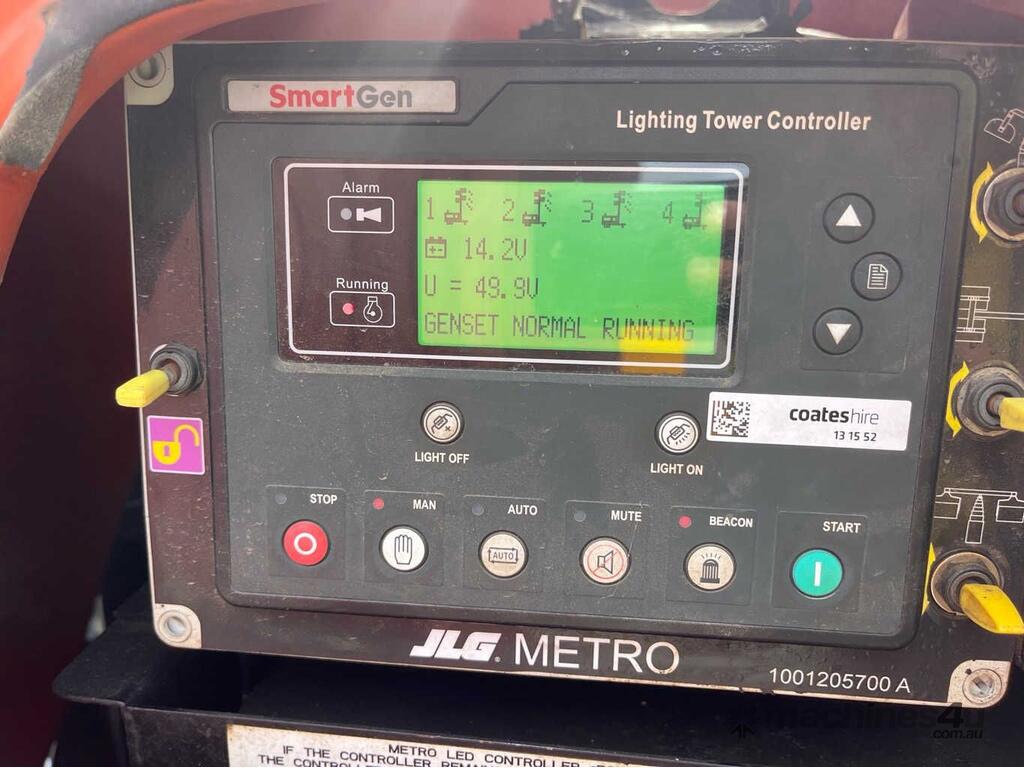 SmartGen
Lighting Tower Controller
Alarm
1 2 3 4
14.2V
Running
U = 49.9V
GENSET NORMAL RUNNING
coateshire
13 15 52
LIGHT OFF
LIGHT ON
STOP
MAN
AUTO
MUTE
BEACON
START
AUTO
JLG METRO
1001205700 A
machines4u
.com.au
METRO LED CONTROLLER
IF THE CONTROLLER
THE